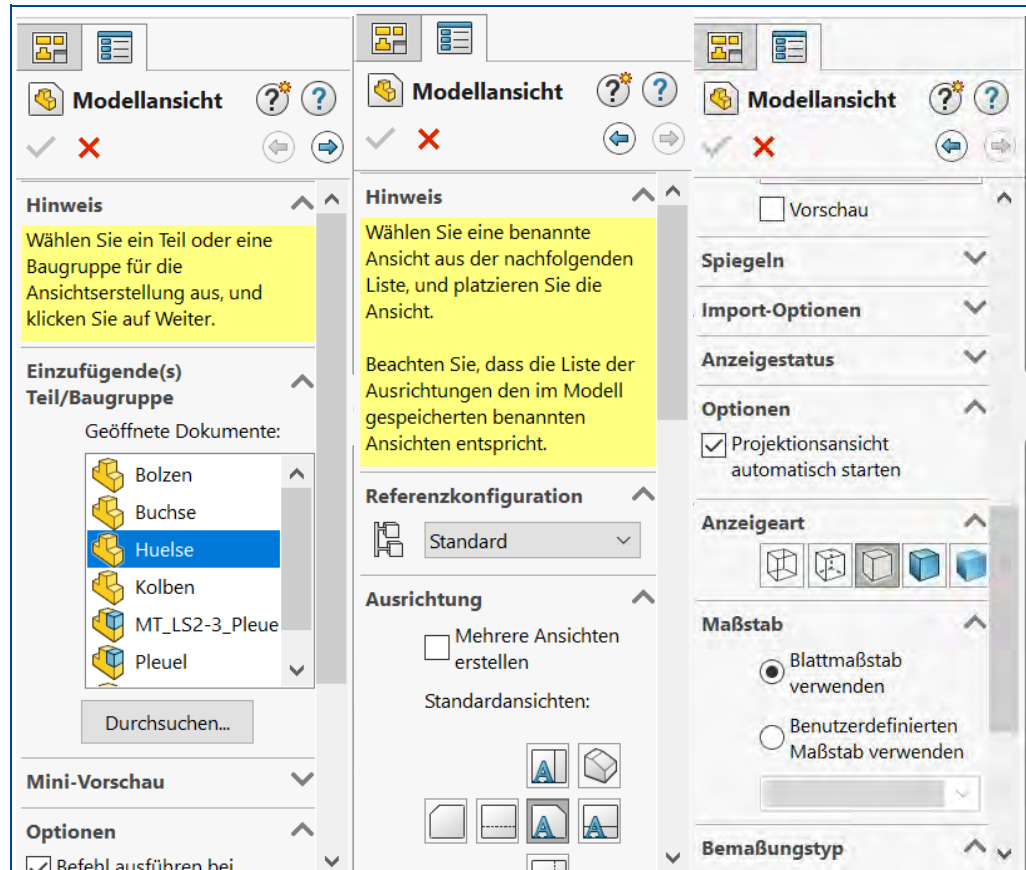 Modellansicht
Hinweis
Wählen Sie ein Teil oder eine
Baugruppe für die
Ansichtserstellung aus, und
klicken Sie auf Weiter.
Einzufügende(s)
Teil/Baugruppe
Geöffnete Dokumente:
Bolzen
Buchse
Huelse
Kolben
MT_LS2-3_Pleue
Pleuel
Durchsuchen...
Mini-Vorschau
Optionen
Befehl ausführen bei
Modellansicht
Hinweis
Wählen Sie eine benannte
Ansicht aus der nachfolgenden
Liste, und platzieren Sie die
Ansicht.
Beachten Sie, dass die Liste der
Ausrichtungen den im Modell
gespeicherten benannten
Ansichten entspricht.
Referenzkonfiguration
Standard
Ausrichtung
Mehrere Ansichten
erstellen
Standardansichten:
Modellansicht
Vorschau
Spiegeln
Import-Optionen
Anzeigestatus
Optionen
Projektionsansicht
automatisch starten
Anzeigeart
Maßstab
Blattmaßstab
verwenden
Benutzerdefinierten
Maßstab verwenden
Bemaßungstyp